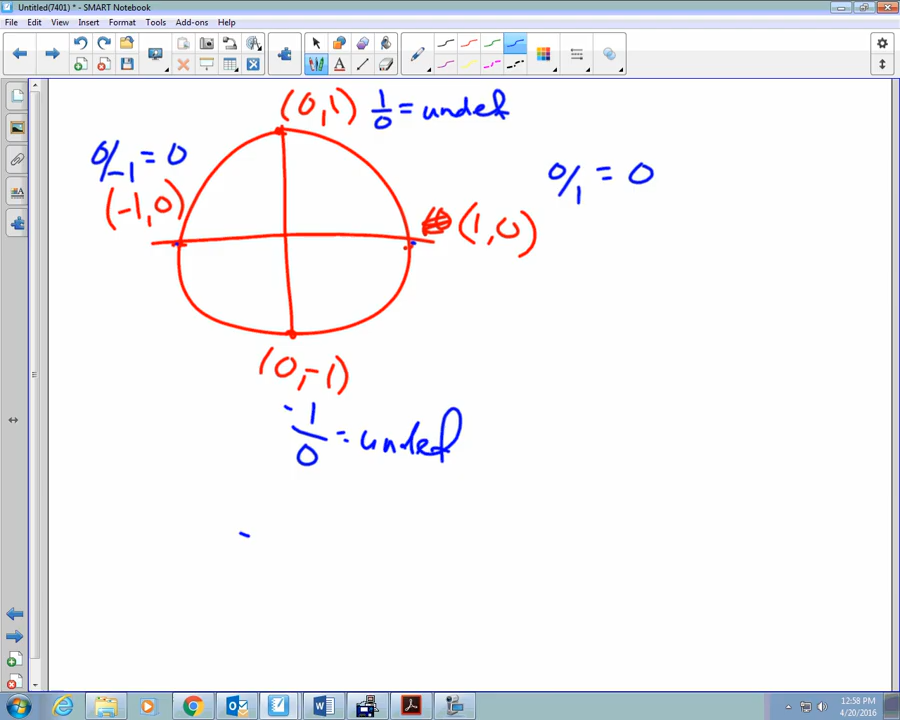 Untitled(7401) * - SMART Notebook
File Edit View Insert Format Tools Add-ons Help
(0,1) 1/0 = undef
0/-1 = 0
0/1 = 0
(-1,0)
(1,0)
(0,-1)
-1/0 = undef
-
12:58 PM
4/20/2016